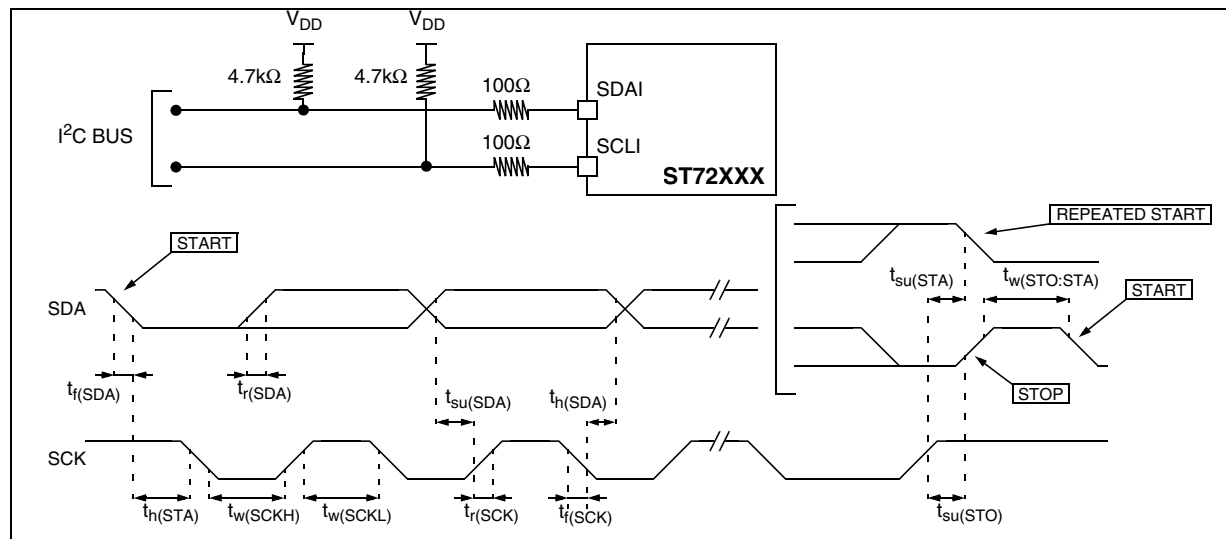 VDD VDD
4.7kΩ 4.7kΩ
100Ω
SDAI
I²C BUS
100Ω
SCLI
ST72XXX
REPEATED START
START
tsu(STA) tw(STO:STA)
START
SDA
STOP
tf(SDA) tr(SDA) tsu(SDA) th(SDA)
SCK
th(STA) tw(SCKH) tw(SCKL) tr(SCK) tf(SCK) tsu(STO)